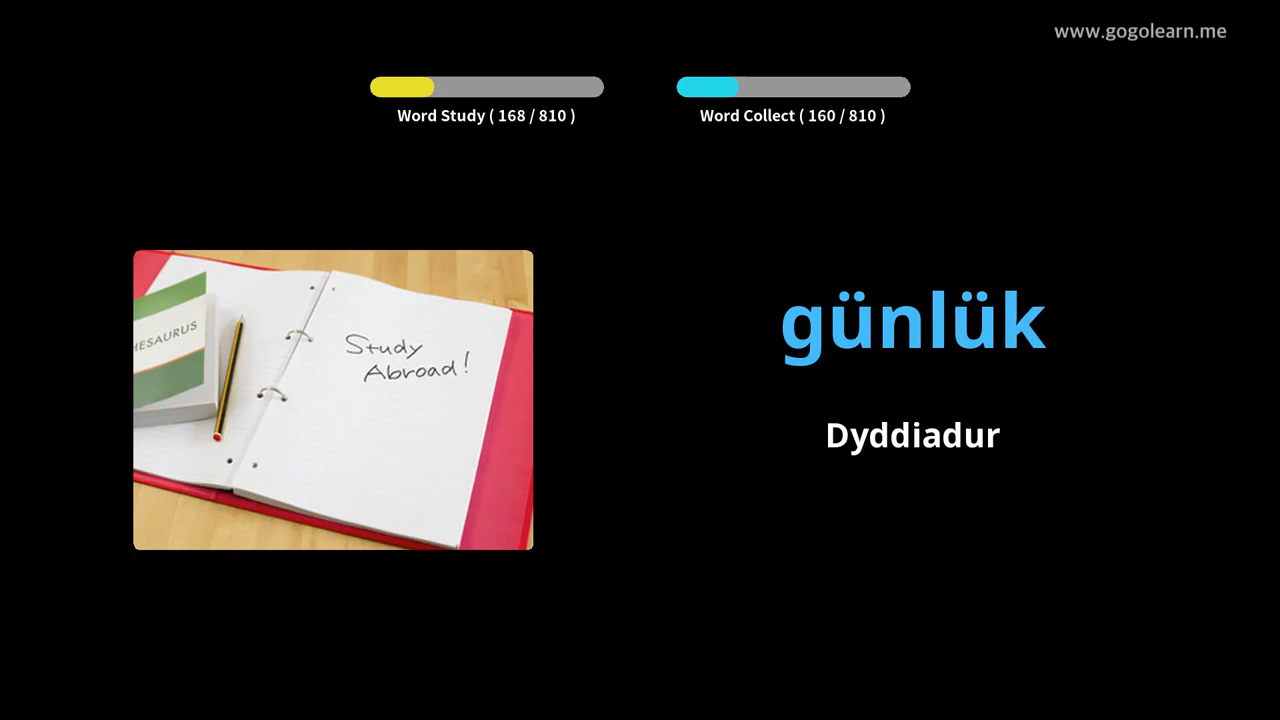 www.gogolearn.me
Word Study ( 168 / 810 )
Word Collect ( 160 / 810 )
HESAURUS
Study
Abroad!
günlük
Dyddiadur